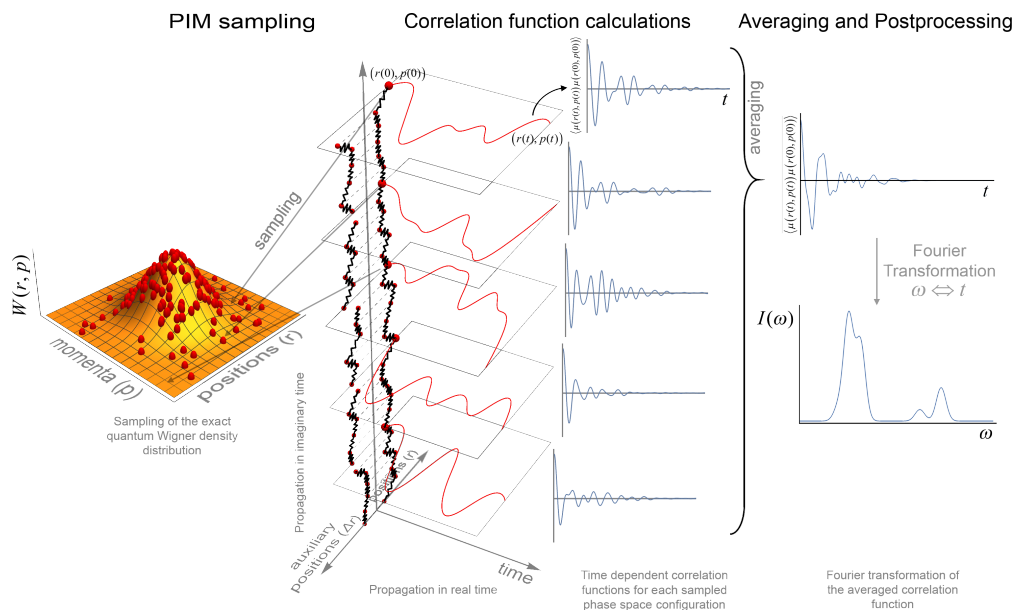 PIM sampling
Correlation function calculations
Averaging and Postprocessing
(r(0), p(0))
(r(t), p(t))
⟨μ(r(t), p(t)) μ(r(0), p(0))⟩
t
averaging
⟨μ(r(t), p(t)) μ(r(0), p(0))⟩
t
sampling
W(r, p)
momenta (p)
positions (r)
Sampling of the exact
quantum Wigner density
distribution
Propagation in imaginary time
positions (r)
auxiliary
positions (Δr)
time
Propagation in real time
Time dependent correlation
functions for each sampled
phase space configuration
Fourier
Transformation
ω ⇔ t
I(ω)
ω
Fourier transformation of
the averaged correlation
function